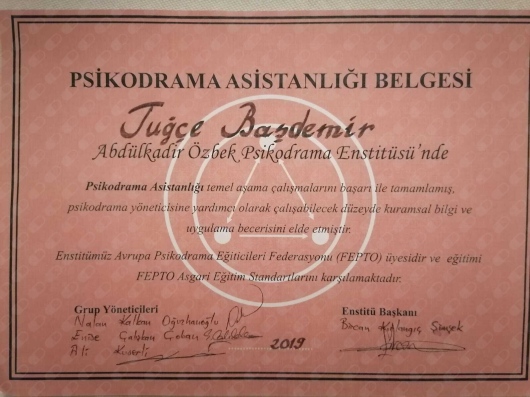 PSİKODRAMA ASİSTANLIĞI BELGESİ
Tuğçe Başdemir
Abdülkadir Özbek Psikodrama Enstitüsü'nde
Psikodrama Asistanlığı temel aşama çalışmalarını başarı ile tamamlamış,
psikodrama yöneticisine yardımcı olarak çalışabilecek düzeyde kuramsal bilgi ve
uygulama becerisini elde etmiştir.
Enstitümüz Avrupa Psikodrama Eğiticileri Federasyonu (FEPTO) üyesidir ve eğitimi
FEPTO Asgari Eğitim Standartlarını karşılamaktadır.
Grup Yöneticileri
Enstitü Başkanı
2019